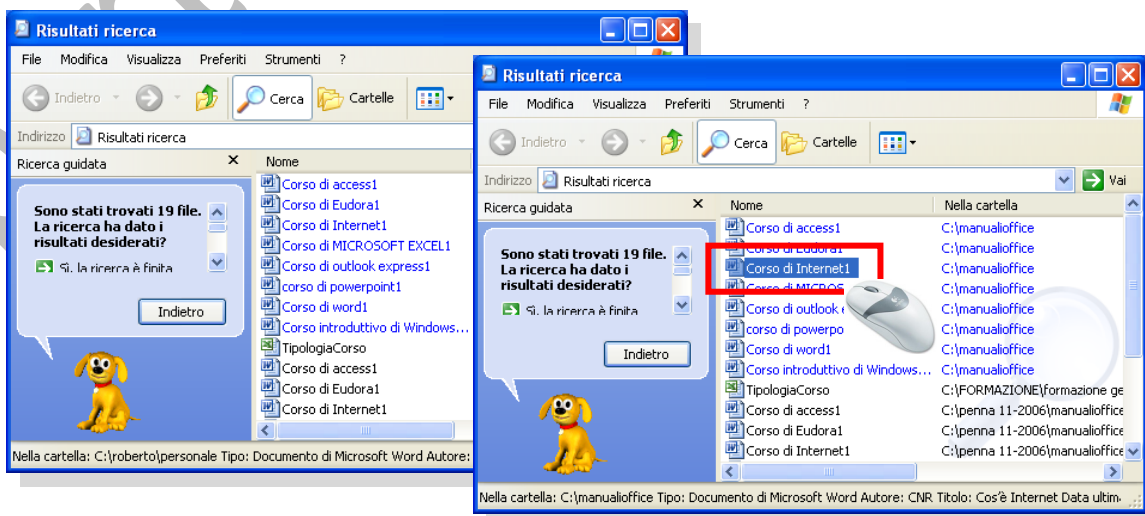 Risultati ricerca
File Modifica Visualizza Preferiti Strumenti ?
Indietro Cerca Cartelle
Indirizzo Risultati ricerca
Ricerca guidata × Nome
Sono stati trovati 19 file.
La ricerca ha dato i
risultati desiderati?
Sì, la ricerca è finita
Indietro
Corso di access1
Corso di Eudora1
Corso di Internet1
Corso di MICROSOFT EXCEL1
Corso di outlook express1
corso di powerpoint1
Corso di word1
Corso introduttivo di Windows...
TipologiaCorso
Corso di access1
Corso di Eudora1
Corso di Internet1
Nella cartella: C:\roberto\personale Tipo: Documento di Microsoft Word Autore:
Risultati ricerca
File Modifica Visualizza Preferiti Strumenti ?
Indietro Cerca Cartelle
Indirizzo Risultati ricerca Vai
Ricerca guidata × Nome Nella cartella
Sono stati trovati 19 file.
La ricerca ha dato i
risultati desiderati?
Sì, la ricerca è finita
Indietro
Corso di access1 C:\manualioffice
Corso di Eudora1 C:\manualioffice
Corso di Internet1 C:\manualioffice
Corso di MICROS C:\manualioffice
Corso di outlook C:\manualioffice
corso di powerpo C:\manualioffice
Corso di word1 C:\manualioffice
Corso introduttivo di Windows... C:\manualioffice
TipologiaCorso C:\FORMAZIONE\formazione ge
Corso di access1 C:\penna 11-2006\manualioffice
Corso di Eudora1 C:\penna 11-2006\manualioffice
Corso di Internet1 C:\penna 11-2006\manualioffice
Nella cartella: C:\manualioffice Tipo: Documento di Microsoft Word Autore: CNR Titolo: Cos'è Internet Data ultim